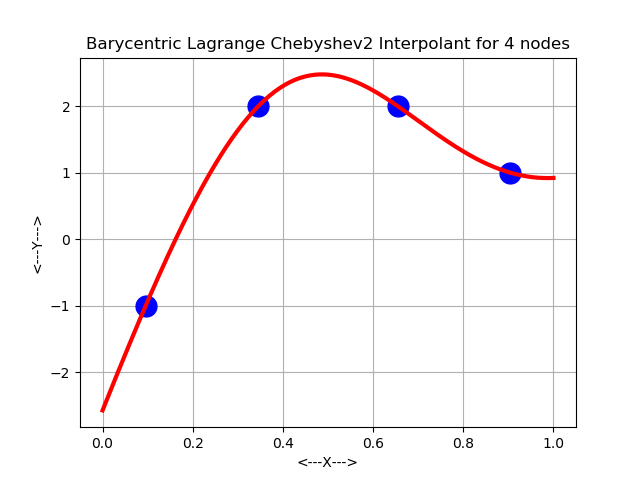 Barycentric Lagrange Chebyshev2 Interpolant for 4 nodes
2
1
0
−1
−2
<---Y--->
0.0 0.2 0.4 0.6 0.8 1.0
<---X--->